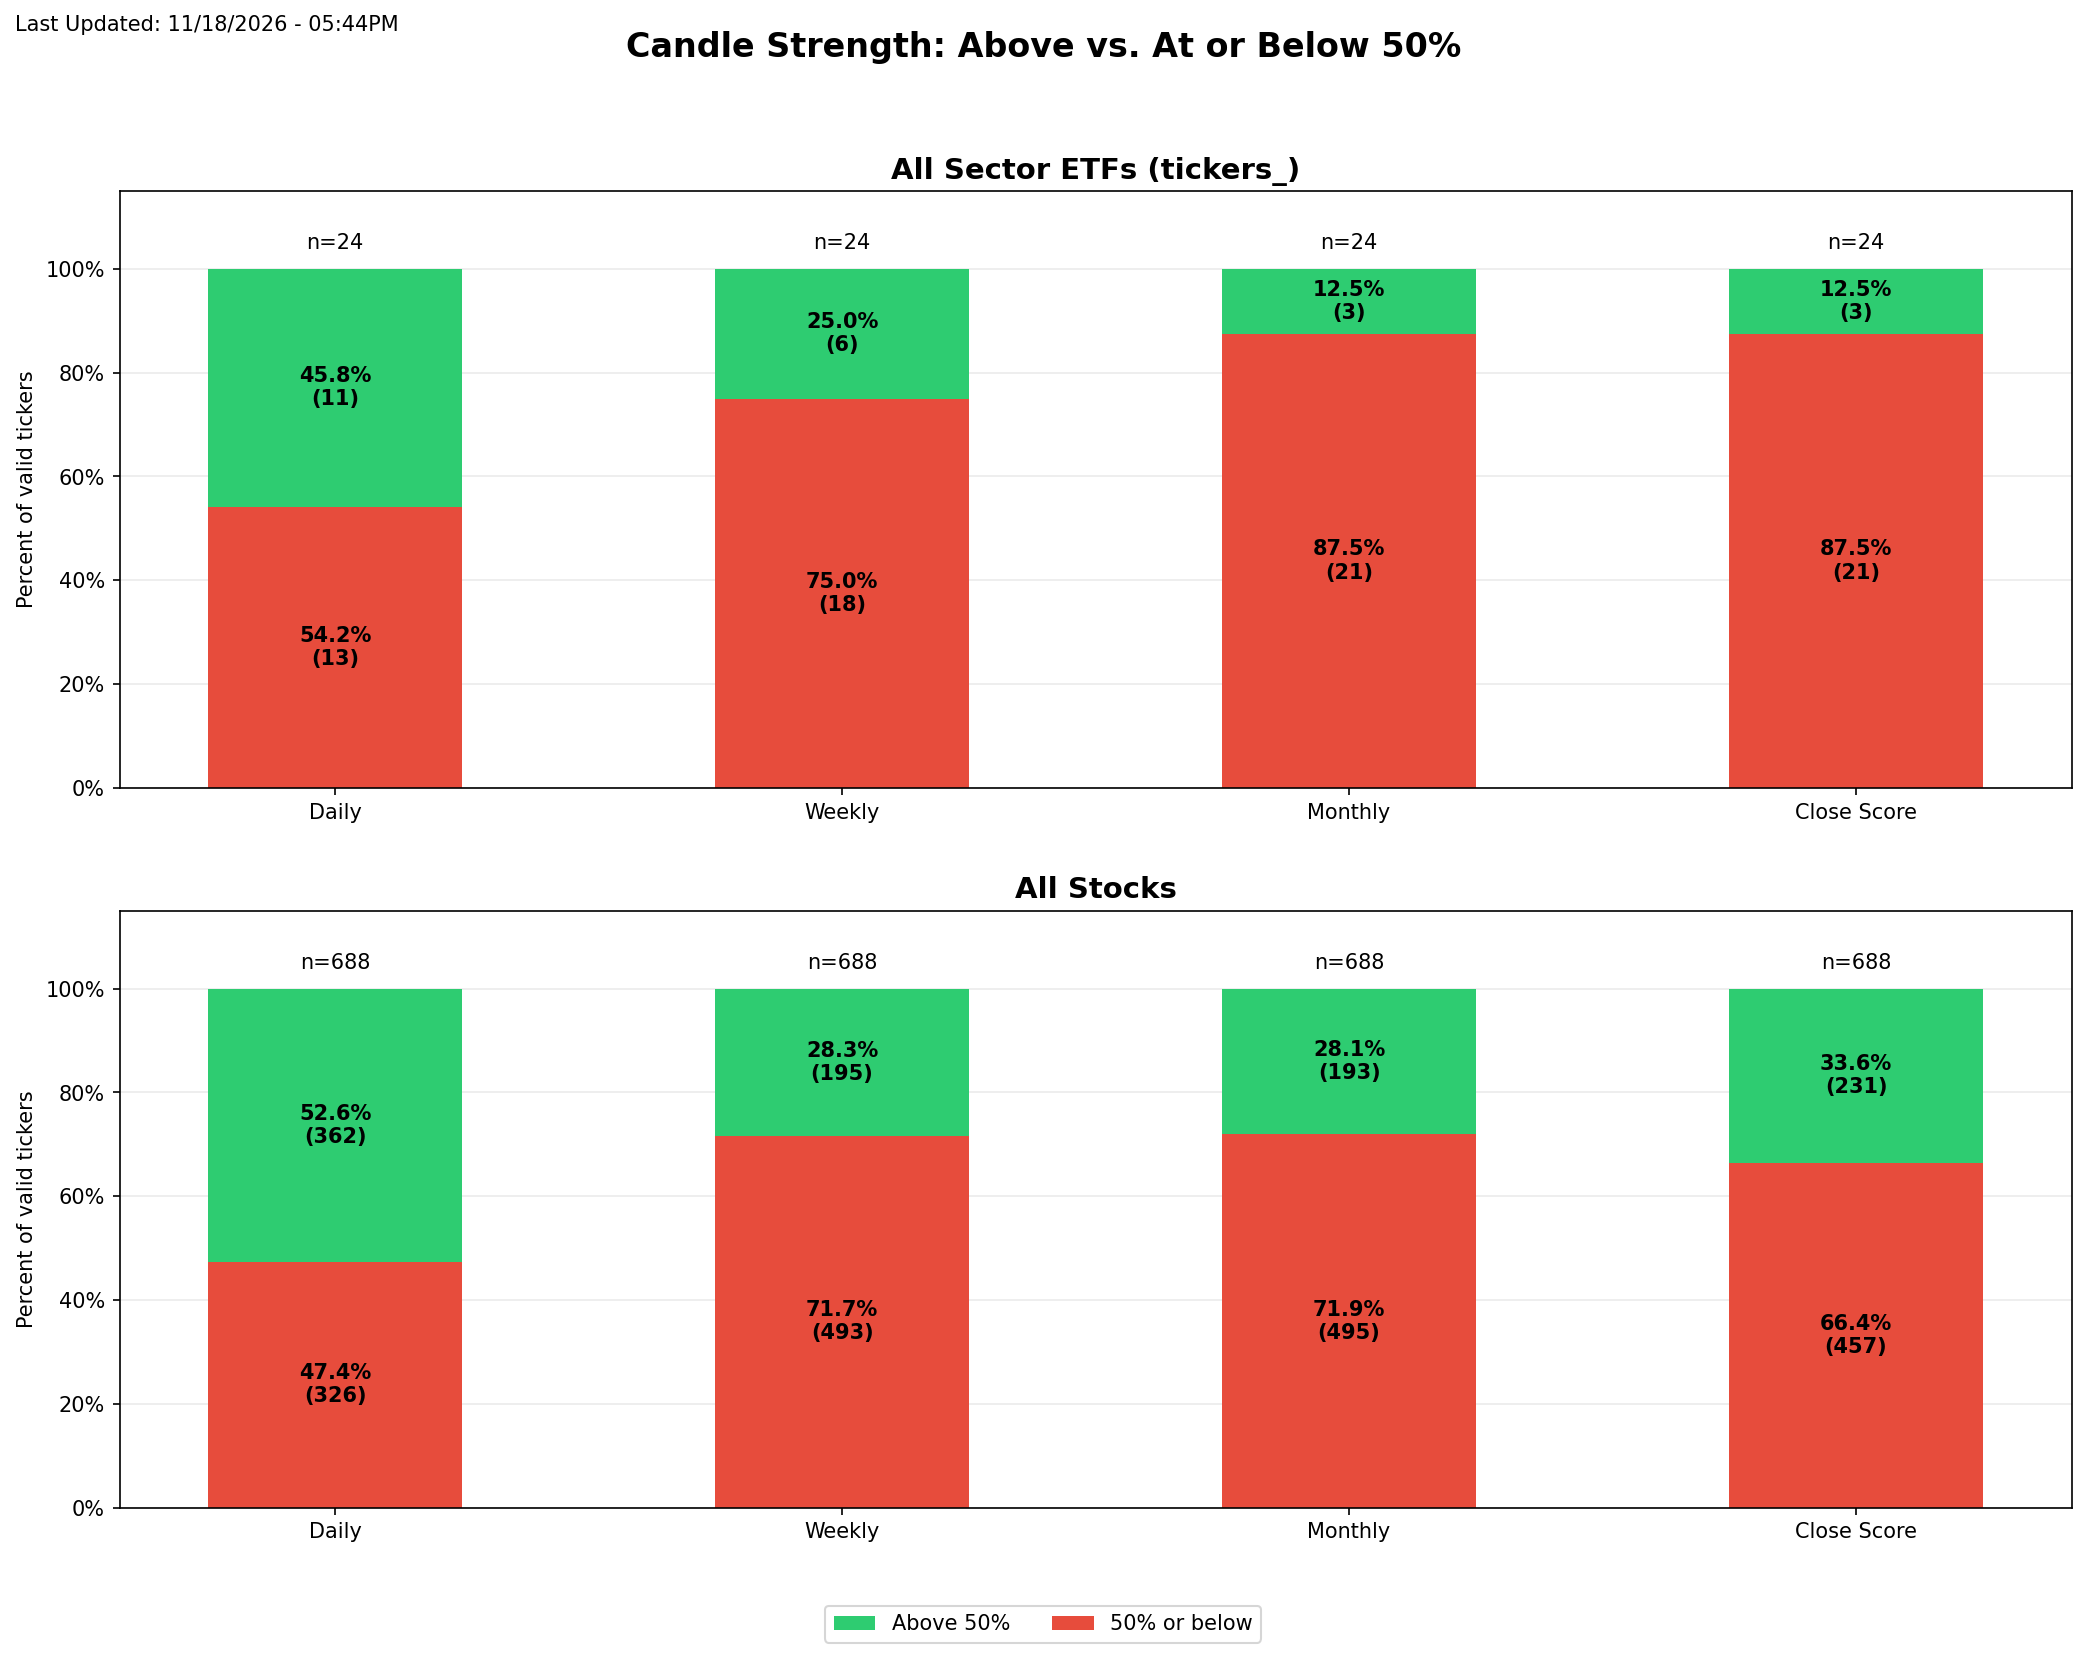 Last Updated: 11/18/2026 - 05:44PM
Candle Strength: Above vs. At or Below 50%
All Sector ETFs (tickers_)
n=24
n=24
n=24
n=24
Percent of valid tickers
100%
80%
60%
40%
20%
0%
45.8%
(11)
54.2%
(13)
25.0%
(6)
75.0%
(18)
12.5%
(3)
87.5%
(21)
12.5%
(3)
87.5%
(21)
Daily
Weekly
Monthly
Close Score
All Stocks
n=688
n=688
n=688
n=688
Percent of valid tickers
100%
80%
60%
40%
20%
0%
52.6%
(362)
47.4%
(326)
28.3%
(195)
71.7%
(493)
28.1%
(193)
71.9%
(495)
33.6%
(231)
66.4%
(457)
Daily
Weekly
Monthly
Close Score
Above 50%
50% or below